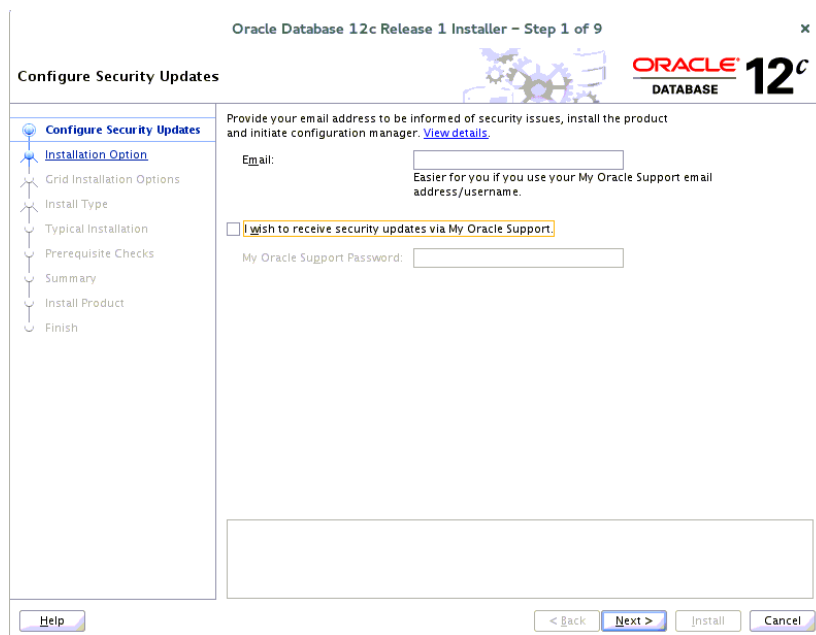 Oracle Database 12c Release 1 Installer – Step 1 of 9
Configure Security Updates
ORACLE
DATABASE
12c
Configure Security Updates
Installation Option
Grid Installation Options
Install Type
Typical Installation
Prerequisite Checks
Summary
Install Product
Finish
Provide your email address to be informed of security issues, install the product
and initiate configuration manager. View details.
Email:
Easier for you if you use your My Oracle Support email
address/username.
I wish to receive security updates via My Oracle Support.
My Oracle Support Password:
Help
< Back
Next >
Install
Cancel